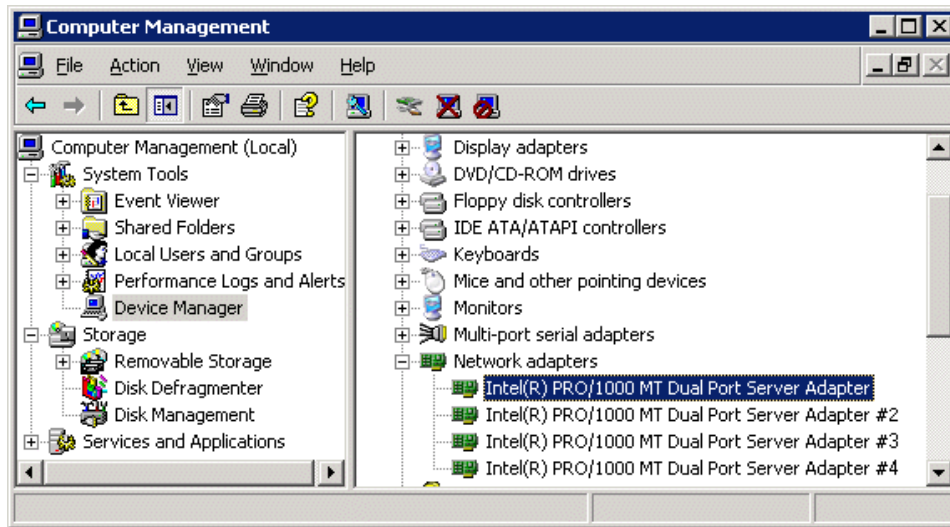 Computer Management
File Action View Window Help
Computer Management (Local)
System Tools
Event Viewer
Shared Folders
Local Users and Groups
Performance Logs and Alerts
Device Manager
Storage
Removable Storage
Disk Defragmenter
Disk Management
Services and Applications
Display adapters
DVD/CD-ROM drives
Floppy disk controllers
IDE ATA/ATAPI controllers
Keyboards
Mice and other pointing devices
Monitors
Multi-port serial adapters
Network adapters
Intel(R) PRO/1000 MT Dual Port Server Adapter
Intel(R) PRO/1000 MT Dual Port Server Adapter #2
Intel(R) PRO/1000 MT Dual Port Server Adapter #3
Intel(R) PRO/1000 MT Dual Port Server Adapter #4